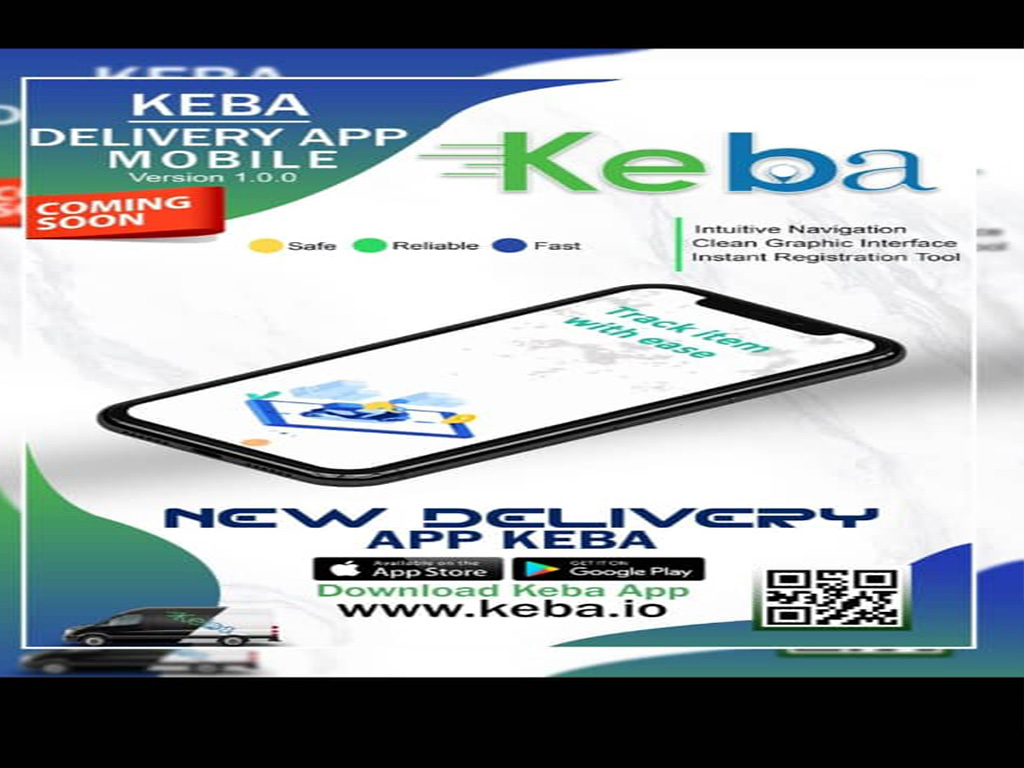 KEBA
DELIVERY APP
MOBILE
Version 1.0.0
COMING
SOON
Keba
Safe
Reliable
Fast
Intuitive Navigation
Clean Graphic Interface
Instant Registration Tool
Track Item
with ease
NEW DELIVERY
APP KEBA
Available on the
App Store
GET IT ON
Google Play
Download Keba App
www.keba.io
Keba